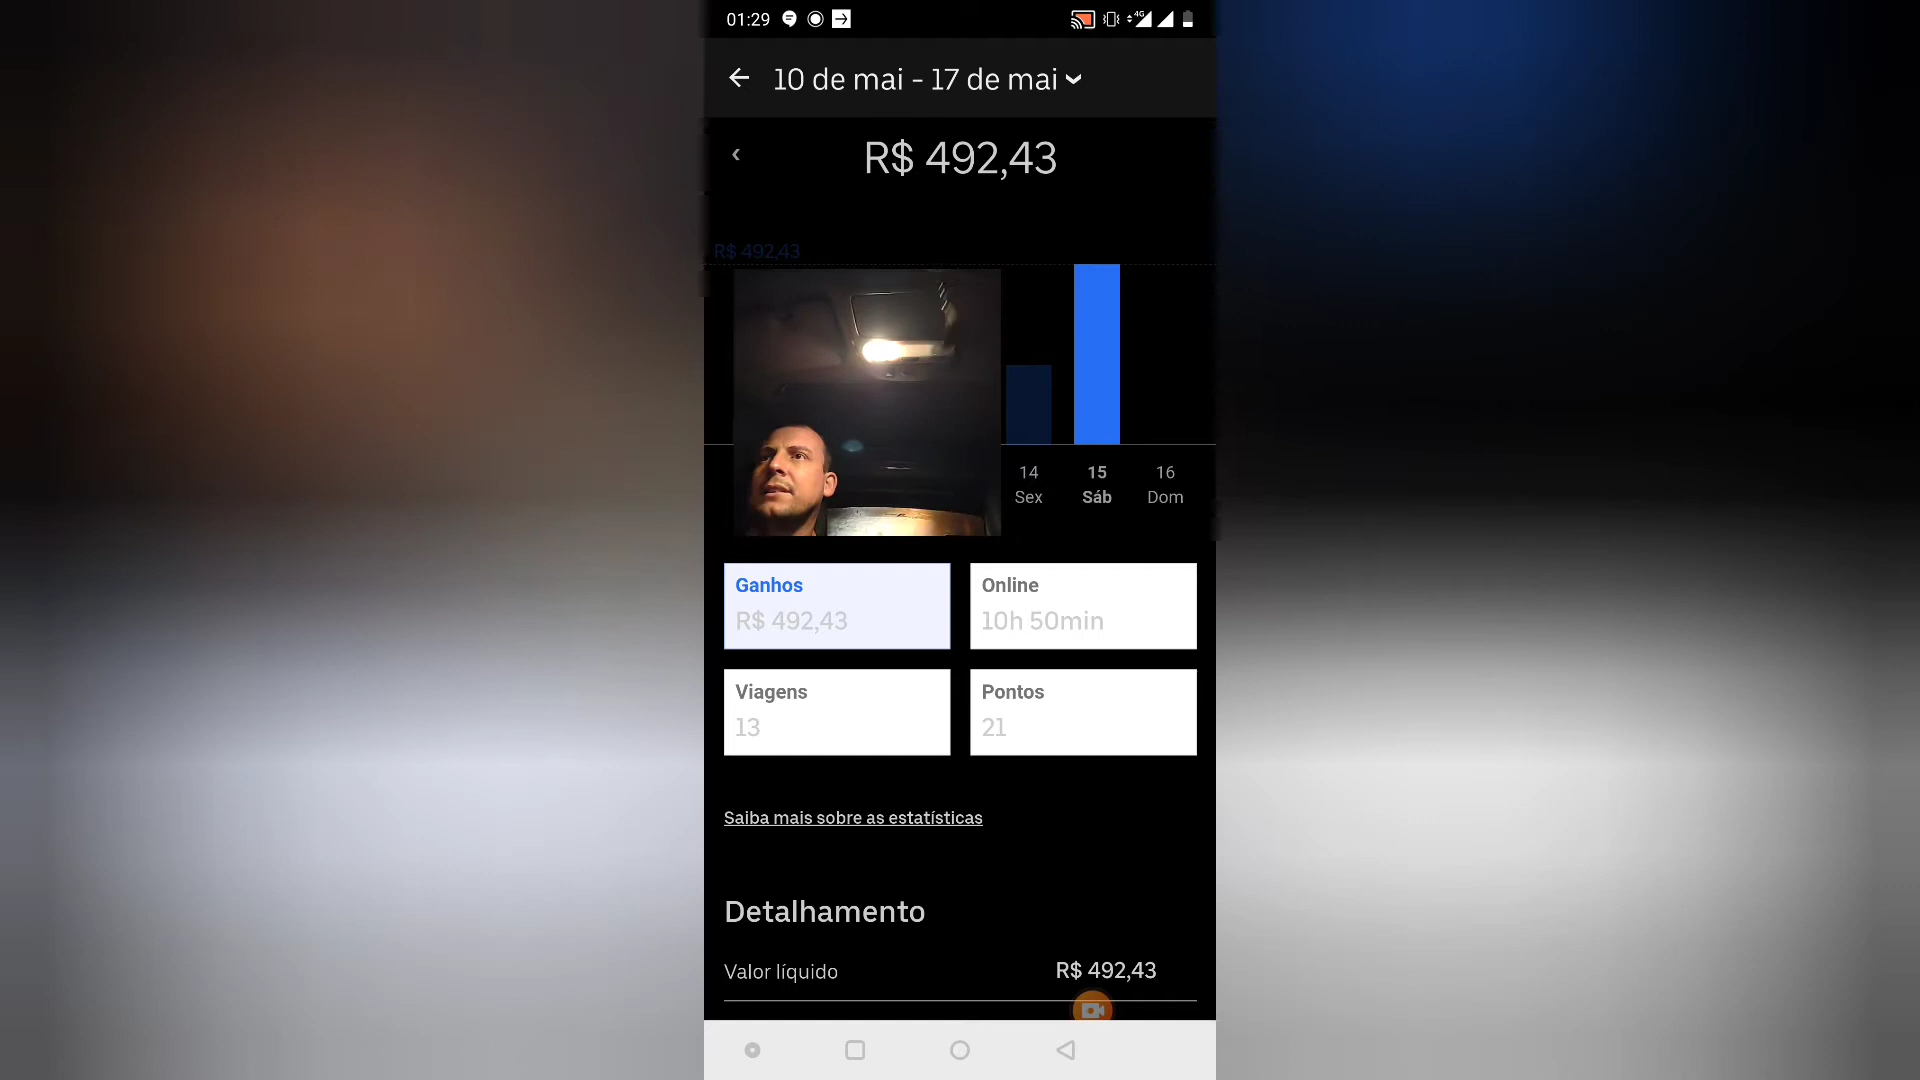 01:29
4G
10 de mai - 17 de mai
R$ 492,43
R$ 492,43
14
Sex
15
Sáb
16
Dom
Ganhos
R$ 492,43
Online
10h 50min
Viagens
13
Pontos
21
Saiba mais sobre as estatísticas
Detalhamento
Valor líquido
R$ 492,43